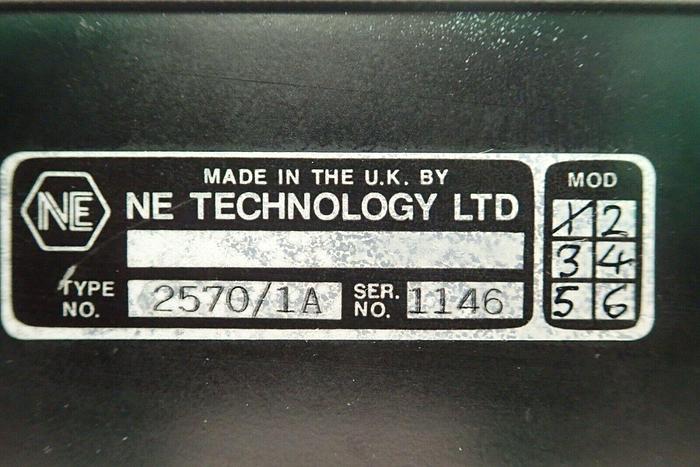 NE
MADE IN THE U.K. BY
NE TECHNOLOGY LTD
TYPE NO. 2570/1A SER. NO. 1146
MOD
1 2
3 4
5 6